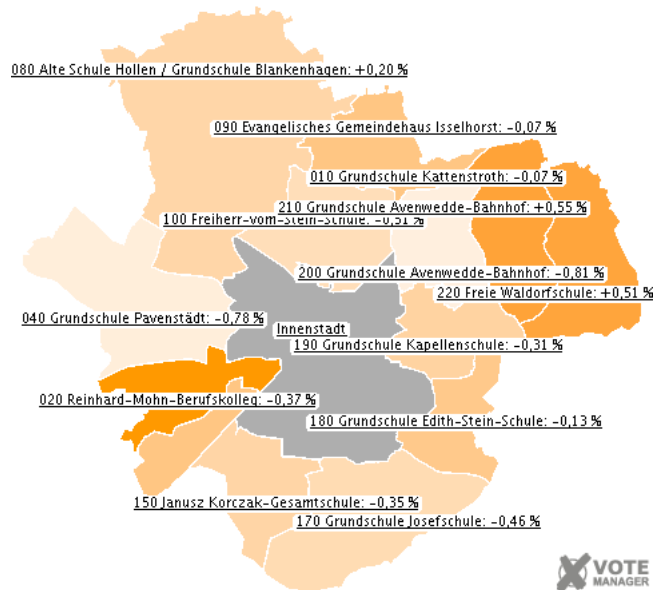 080 Alte Schule Hollen / Grundschule Blankenhagen: +0,20 %
090 Evangelisches Gemeindehaus Isselhorst: -0,07 %
010 Grundschule Kattenstroth: -0,07 %
210 Grundschule Avenwedde-Bahnhof: +0,55 %
100 Freiherr-vom-Stein-Schule: -0,51 %
200 Grundschule Avenwedde-Bahnhof: -0,81 %
220 Freie Waldorfschule: +0,51 %
040 Grundschule Pavenstädt: -0,78 %
Innenstadt
190 Grundschule Kapellenschule: -0,31 %
020 Reinhard-Mohn-Berufskolleg: -0,37 %
180 Grundschule Edith-Stein-Schule: -0,13 %
150 Janusz Korczak-Gesamtschule: -0,35 %
170 Grundschule Josefschule: -0,46 %
VOTE
MANAGER